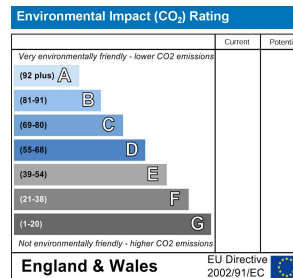 Environmental Impact (CO₂) Rating
Current Potenti
Very environmentally friendly - lower CO2 emissions
(92 plus) A
(81-91) B
(69-80) C
(55-68) D
(39-54) E
(21-38) F
(1-20) G
Not environmentally friendly - higher CO2 emissions
England & Wales
EU Directive
2002/91/EC